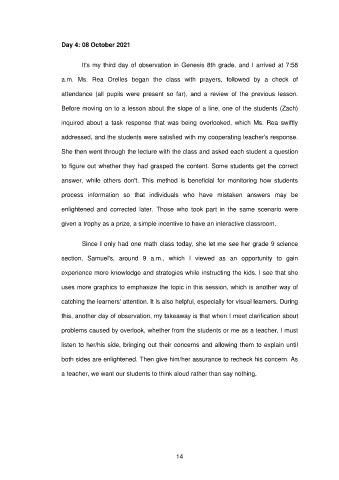 Day 4: 08 October 2021
It's my third day of observation in Genesis 8th grade, and I arrived at 7:58
a.m. Ms. Rea Orelles began the class with prayers, followed by a check of
attendance (all pupils were present so far), and a review of the previous lesson.
Before moving on to a lesson about the slope of a line, one of the students (Zach)
inquired about a task response that was being overlooked, which Ms. Rea swiftly
addressed, and the students were satisfied with my cooperating teacher's response.
She then went through the lecture with the class and asked each student a question
to figure out whether they had grasped the content. Some students get the correct
answer, while others don't. This method is beneficial for monitoring how students
process information so that individuals who have mistaken answers may be
enlightened and corrected later. Those who took part in the same scenario were
given a trophy as a prize, a simple incentive to have an interactive classroom.
Since I only had one math class today, she let me see her grade 9 science
section, Samuel's, around 9 a.m., which I viewed as an opportunity to gain
experience more knowledge and strategies while instructing the kids. I see that she
uses more graphics to emphasize the topic in this session, which is another way of
catching the learners' attention. It is also helpful, especially for visual learners. During
this, another day of observation, my takeaway is that when I meet clarification about
problems caused by overlook, whether from the students or me as a teacher, I must
listen to her/his side, bringing out their concerns and allowing them to explain until
both sides are enlightened. Then give him/her assurance to recheck his concern. As
a teacher, we want our students to think aloud rather than say nothing.
14